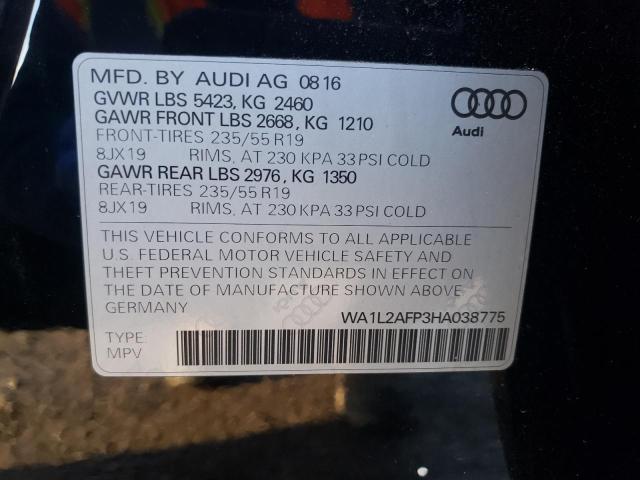 MFD. BY AUDI AG 08 16
GVWR LBS 5423, KG 2460
GAWR FRONT LBS 2668, KG 1210
FRONT-TIRES 235/55 R19
8JX19 RIMS, AT 230 KPA 33 PSI COLD
GAWR REAR LBS 2976, KG 1350
REAR-TIRES 235/55 R19
8JX19 RIMS, AT 230 KPA 33 PSI COLD
Audi
THIS VEHICLE CONFORMS TO ALL APPLICABLE
U.S. FEDERAL MOTOR VEHICLE SAFETY AND
THEFT PREVENTION STANDARDS IN EFFECT ON
THE DATE OF MANUFACTURE SHOWN ABOVE.
GERMANY
WA1L2AFP3HA038775
TYPE:
MPV